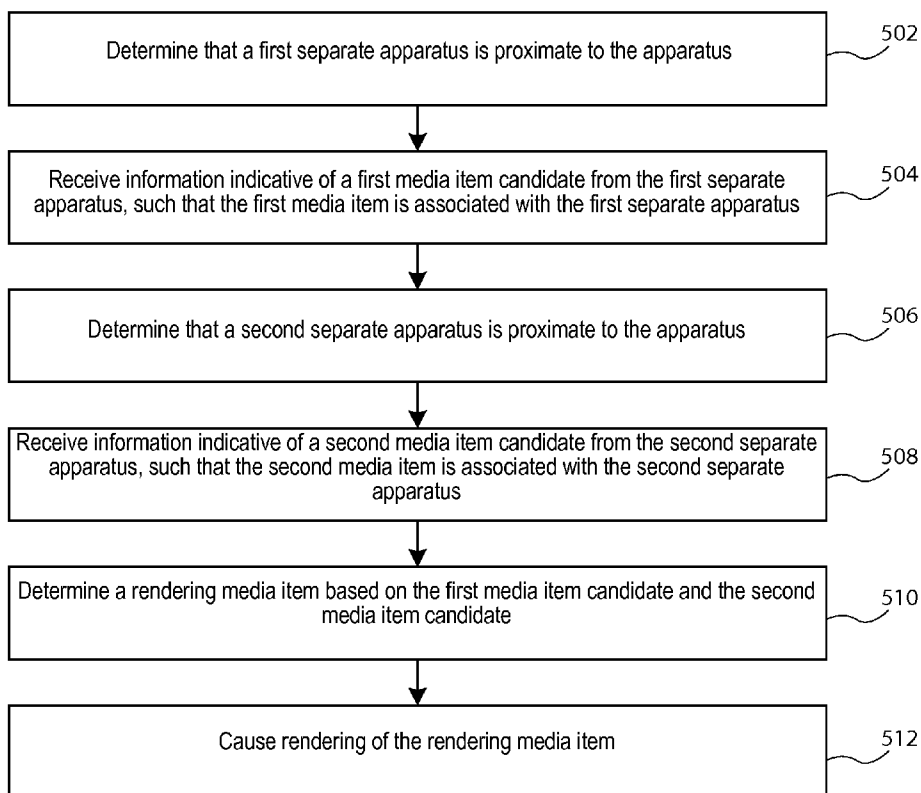 Determine that a first separate apparatus is proximate to the apparatus
502
Receive information indicative of a first media item candidate from the first separate
apparatus, such that the first media item is associated with the first separate apparatus
504
Determine that a second separate apparatus is proximate to the apparatus
506
Receive information indicative of a second media item candidate from the second separate
apparatus, such that the second media item is associated with the second separate
apparatus
508
Determine a rendering media item based on the first media item candidate and the second
media item candidate
510
Cause rendering of the rendering media item
512